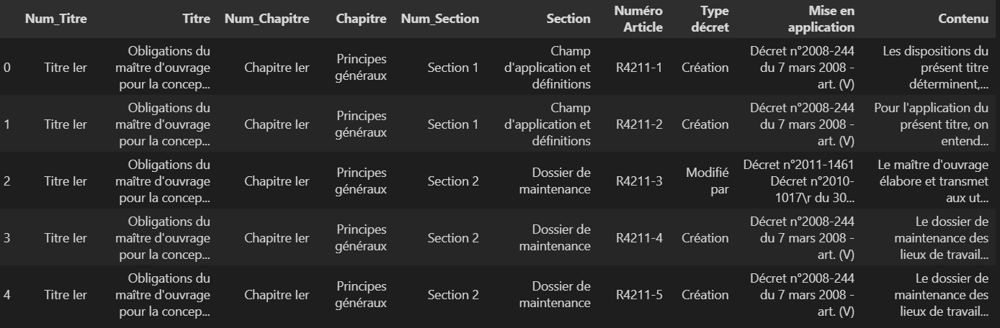 Num_Titre Titre Num_Chapitre Chapitre Num_Section Section Numéro Article Type décret Mise en application Contenu
0 Titre Ier Obligations du maître d'ouvrage pour la concep... Chapitre Ier Principes généraux Section 1 Champ d'application et définitions R4211-1 Création Décret n°2008-244 du 7 mars 2008 - art. (V) Les dispositions du présent titre déterminent,...
1 Titre Ier Obligations du maître d'ouvrage pour la concep... Chapitre Ier Principes généraux Section 1 Champ d'application et définitions R4211-2 Création Décret n°2008-244 du 7 mars 2008 - art. (V) Pour l'application du présent titre, on entend...
2 Titre Ier Obligations du maître d'ouvrage pour la concep... Chapitre Ier Principes généraux Section 2 Dossier de maintenance R4211-3 Modifié par Décret n°2011-1461 Décret n°2010-1017\r du 30... Le maître d'ouvrage élabore et transmet aux ut...
3 Titre Ier Obligations du maître d'ouvrage pour la concep... Chapitre Ier Principes généraux Section 2 Dossier de maintenance R4211-4 Création Décret n°2008-244 du 7 mars 2008 - art. (V) Le dossier de maintenance des lieux de travail...
4 Titre Ier Obligations du maître d'ouvrage pour la concep... Chapitre Ier Principes généraux Section 2 Dossier de maintenance R4211-5 Création Décret n°2008-244 du 7 mars 2008 - art. (V) Le dossier de maintenance des lieux de travail...